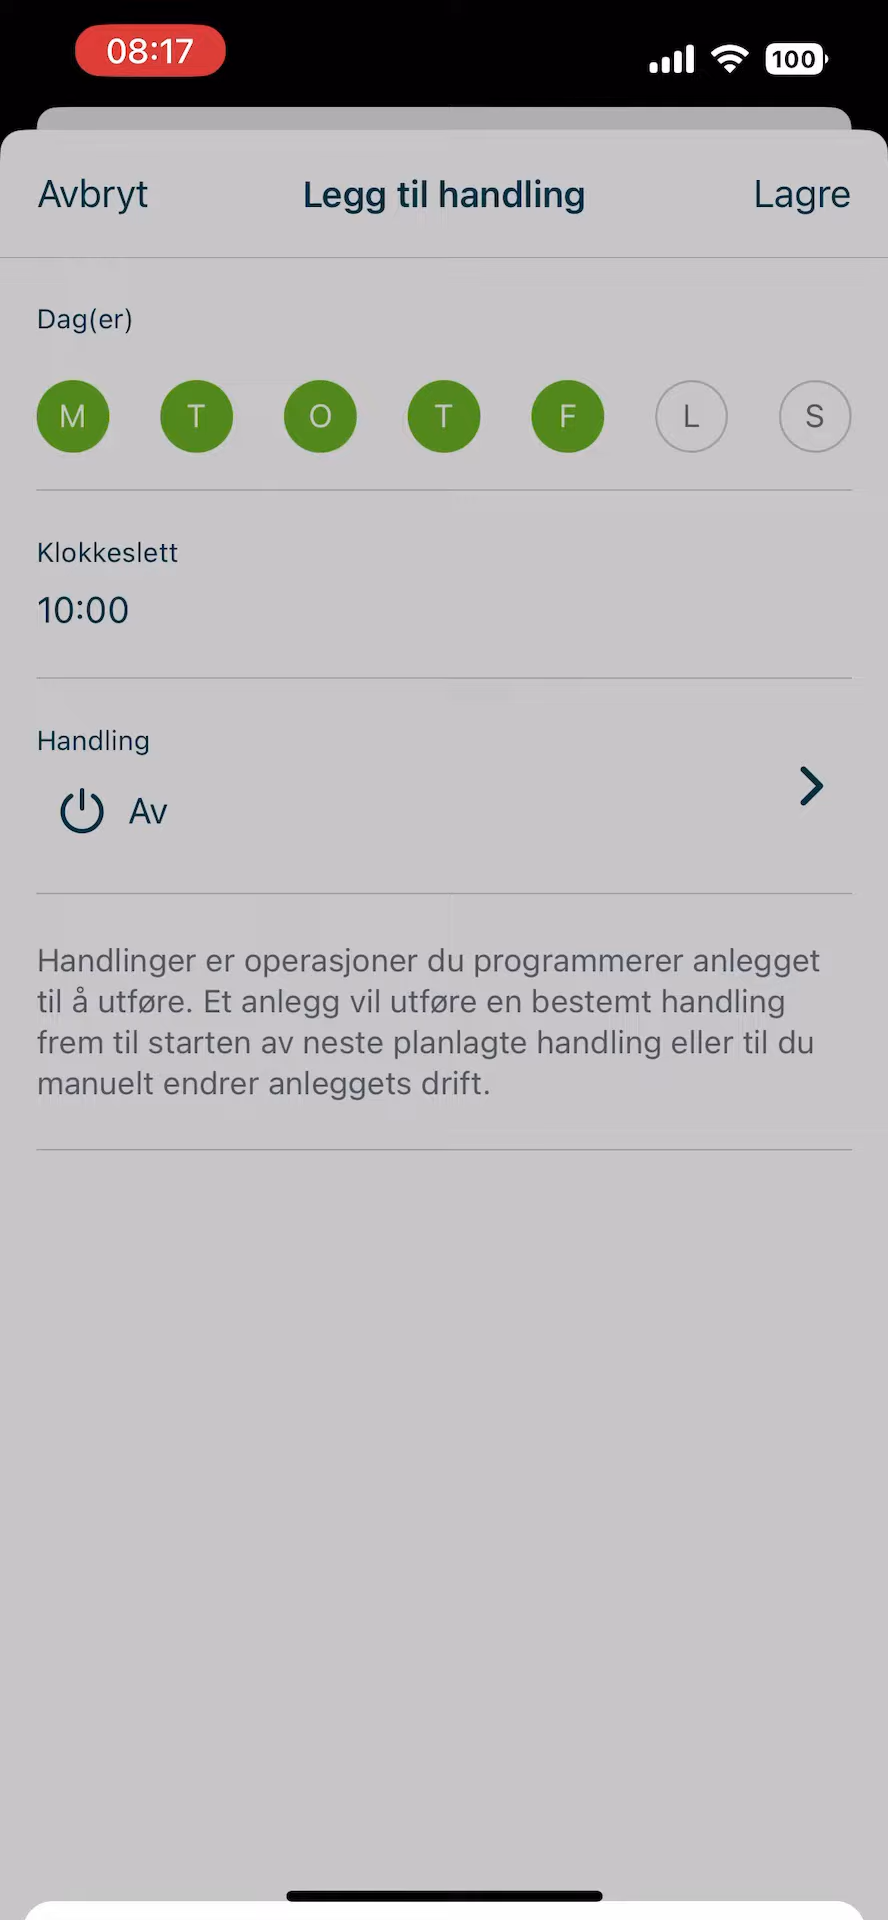 08:17
100
Avbryt
Legg til handling
Lagre
Dag(er)
M T O T F L S
Klokkeslett
10:00
Handling
Av
Handlinger er operasjoner du programmerer anlegget
til å utføre. Et anlegg vil utføre en bestemt handling
frem til starten av neste planlagte handling eller til du
manuelt endrer anleggets drift.